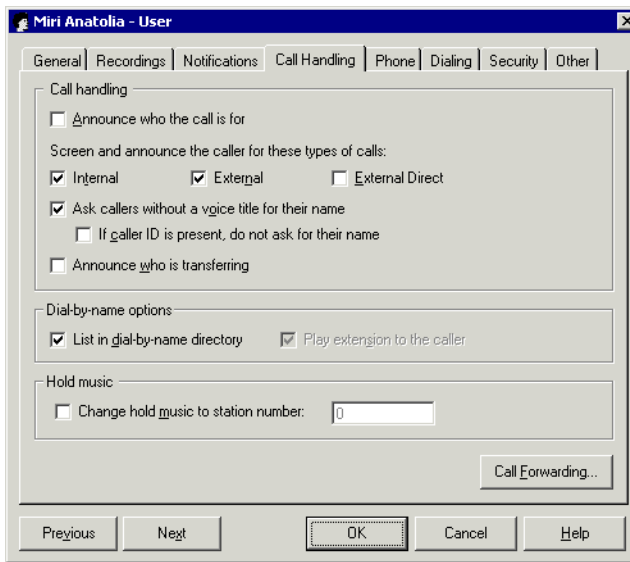 Miri Anatolia - User
General Recordings Notifications Call Handling Phone Dialing Security Other
Call handling
Announce who the call is for
Screen and announce the caller for these types of calls:
Internal External External Direct
Ask callers without a voice title for their name
If caller ID is present, do not ask for their name
Announce who is transferring
Dial-by-name options
List in dial-by-name directory Play extension to the caller
Hold music
Change hold music to station number: 0
Call Forwarding...
Previous Next OK Cancel Help